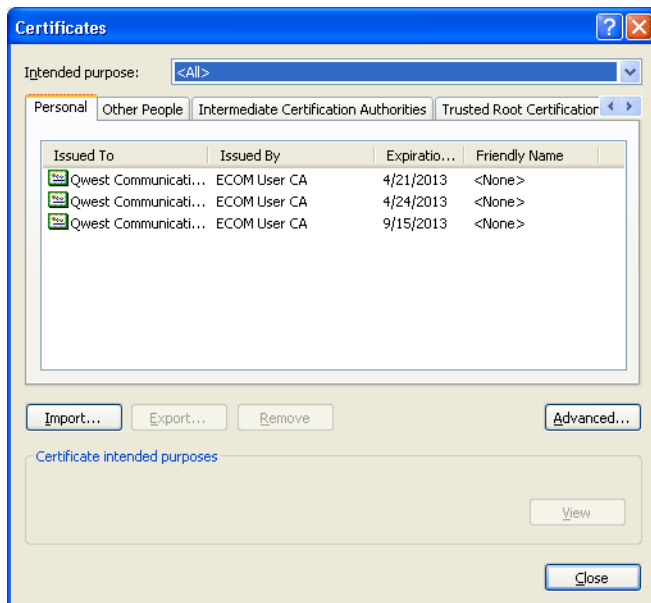 Certificates
Intended purpose: <All>
Personal Other People Intermediate Certification Authorities Trusted Root Certification
Issued To Issued By Expiratio... Friendly Name
Qwest Communicati... ECOM User CA 4/21/2013 <None>
Qwest Communicati... ECOM User CA 4/24/2013 <None>
Qwest Communicati... ECOM User CA 9/15/2013 <None>
Import... Export... Remove Advanced...
Certificate intended purposes
View
Close